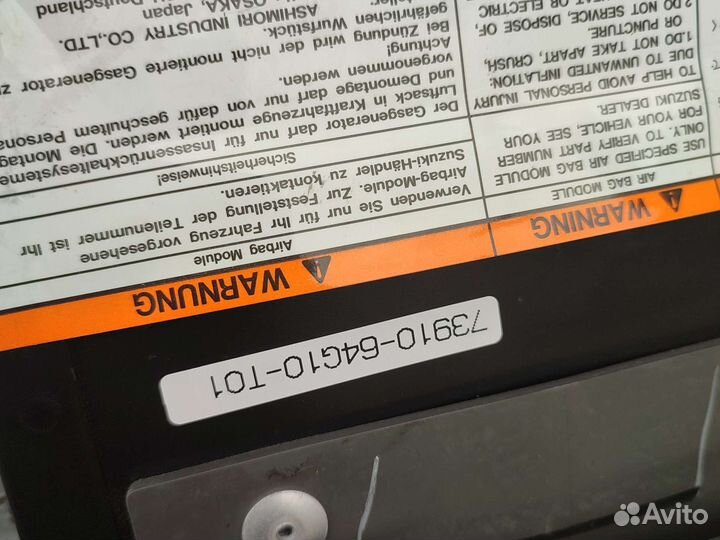 WARNING
AIR BAG MODULE
USE SPECIFIED AIR BAG MODULE
ONLY. TO VERIFY PART NUMBER
FOR YOUR VEHICLE, SEE YOUR
SUZUKI DEALER.
TO HELP AVOID PERSONAL INJURY
DUE TO UNWANTED INFLATION:
1.DO NOT TAKE APART, CRUSH,
OR PUNCTURE.
2.DO NOT SERVICE, DISPOSE OF,
OR ELECTRIC
WARNUNG
Airbag Module
Verwenden Sie nur für Ihr Fahrzeug vorgesehene
Airbag-Module. Zur Feststellung der Teilenummer ist Ihr
Suzuki-Händler zu kontaktieren.
Sicherheitshinweise!
Der Gasgenerator darf nur für Insassenrückhaltesysteme
Luftsack in Kraftfahrzeuge montiert werden. Die Montag
und Demontage darf nur von dafür geschultem Persona
vorgenommen werden.
Achtung!
Bei Zündung wird der nicht montierte Gasgenerator zu
gefährlichen Wurfstück.
ASHIMORI INDUSTRY CO.,LTD.
OSAKA, Japan
Deutschland
73910-64G10-T01
Avito